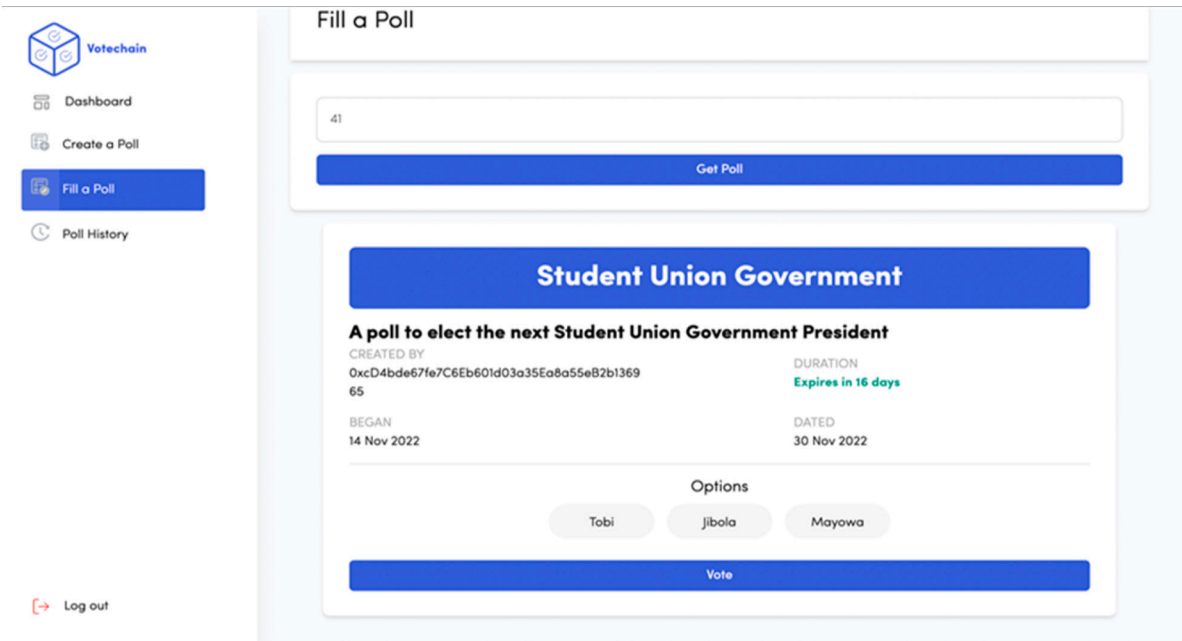 Votechain
Dashboard
Create a Poll
Fill a Poll
Poll History
Log out
Fill a Poll
41
Get Poll
Student Union Government
A poll to elect the next Student Union Government President
CREATED BY
0xcD4bde67fe7C6Eb601d03a35Ea8a55eB2b1369
65
DURATION
Expires in 16 days
BEGAN
14 Nov 2022
DATED
30 Nov 2022
Options
Tobi
Jibola
Mayowa
Vote